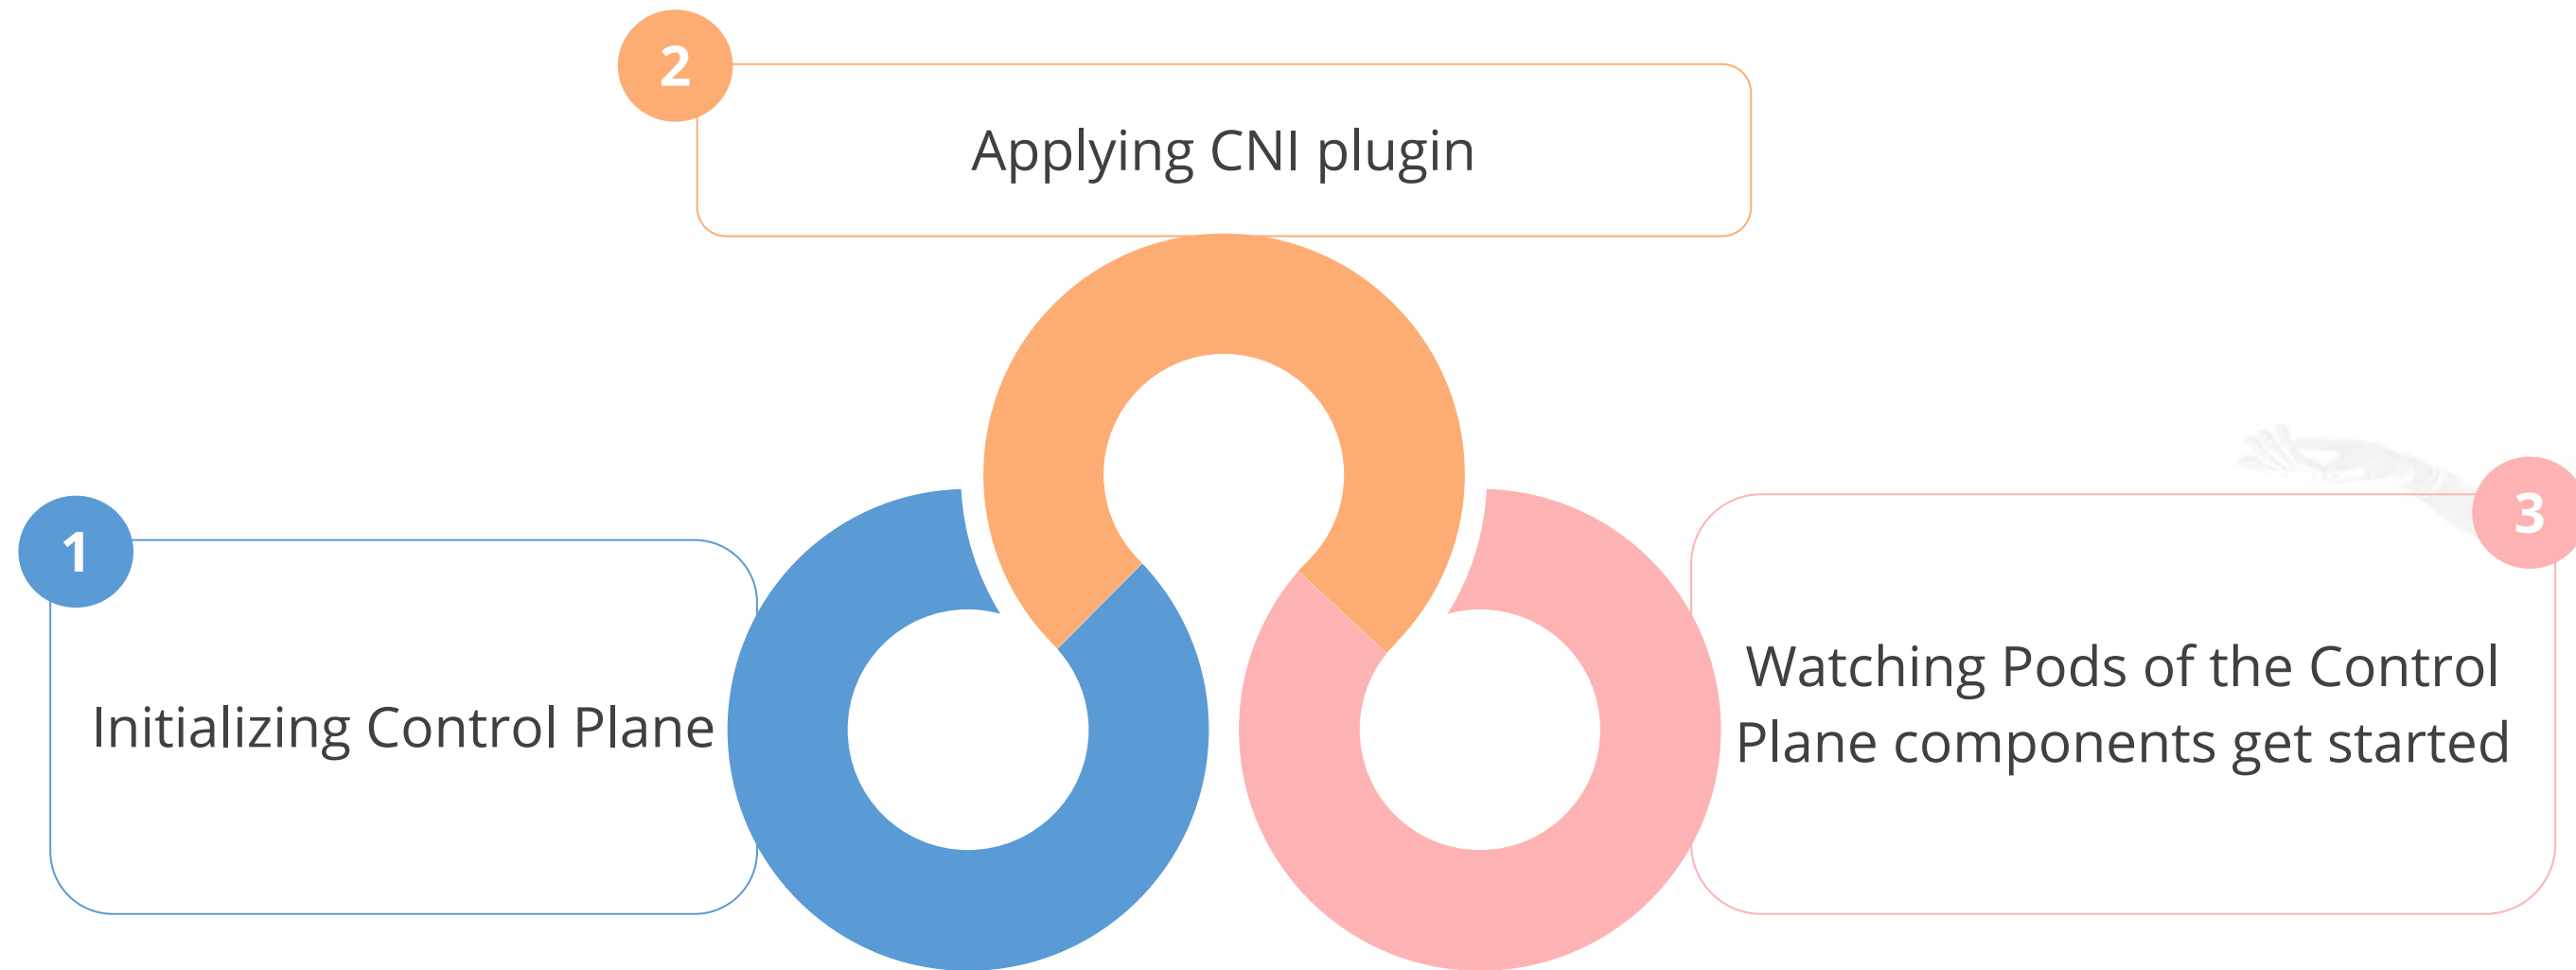 2
Applying CNI plugin
1
Initializing Control Plane
3
Watching Pods of the Control
Plane components get started